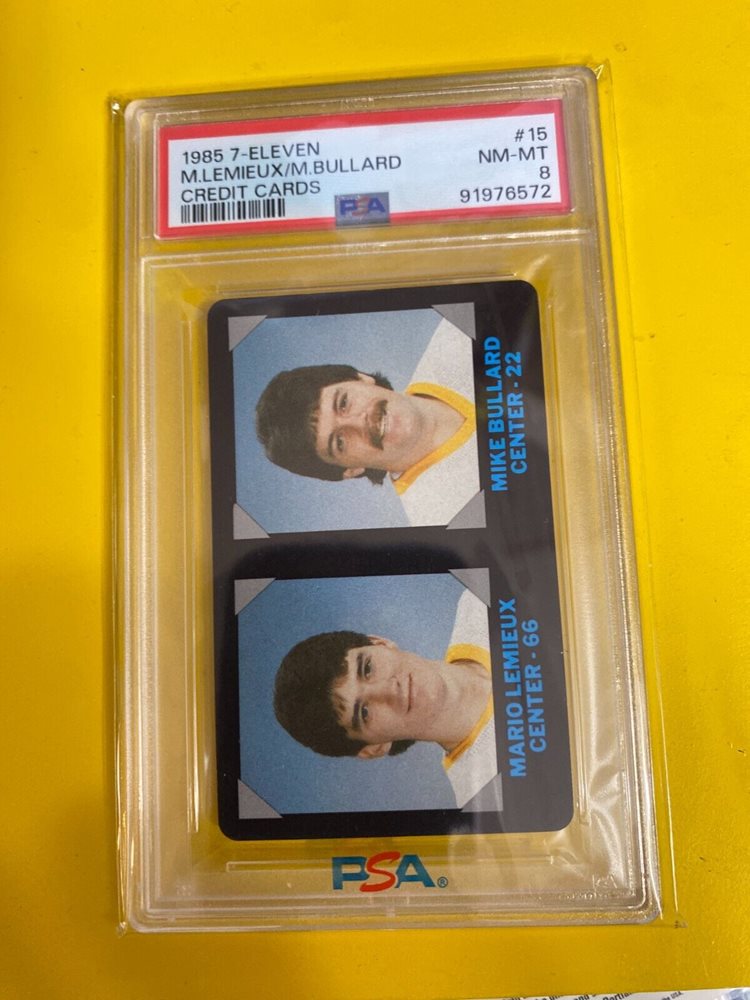 1985 7-ELEVEN #15
M.LEMIEUX/M.BULLARD NM-MT
CREDIT CARDS 8
PSA 91976572
MIKE BULLARD
CENTER · 22
MARIO LEMIEUX
CENTER · 66
PSA®